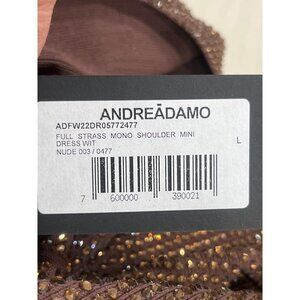 ANDREĀDAMO
ADFW22DR05772477
FULL STRASS MONO SHOULDER MINI
DRESS WIT
NUDE 003 / 0477
L
7 600000 390021